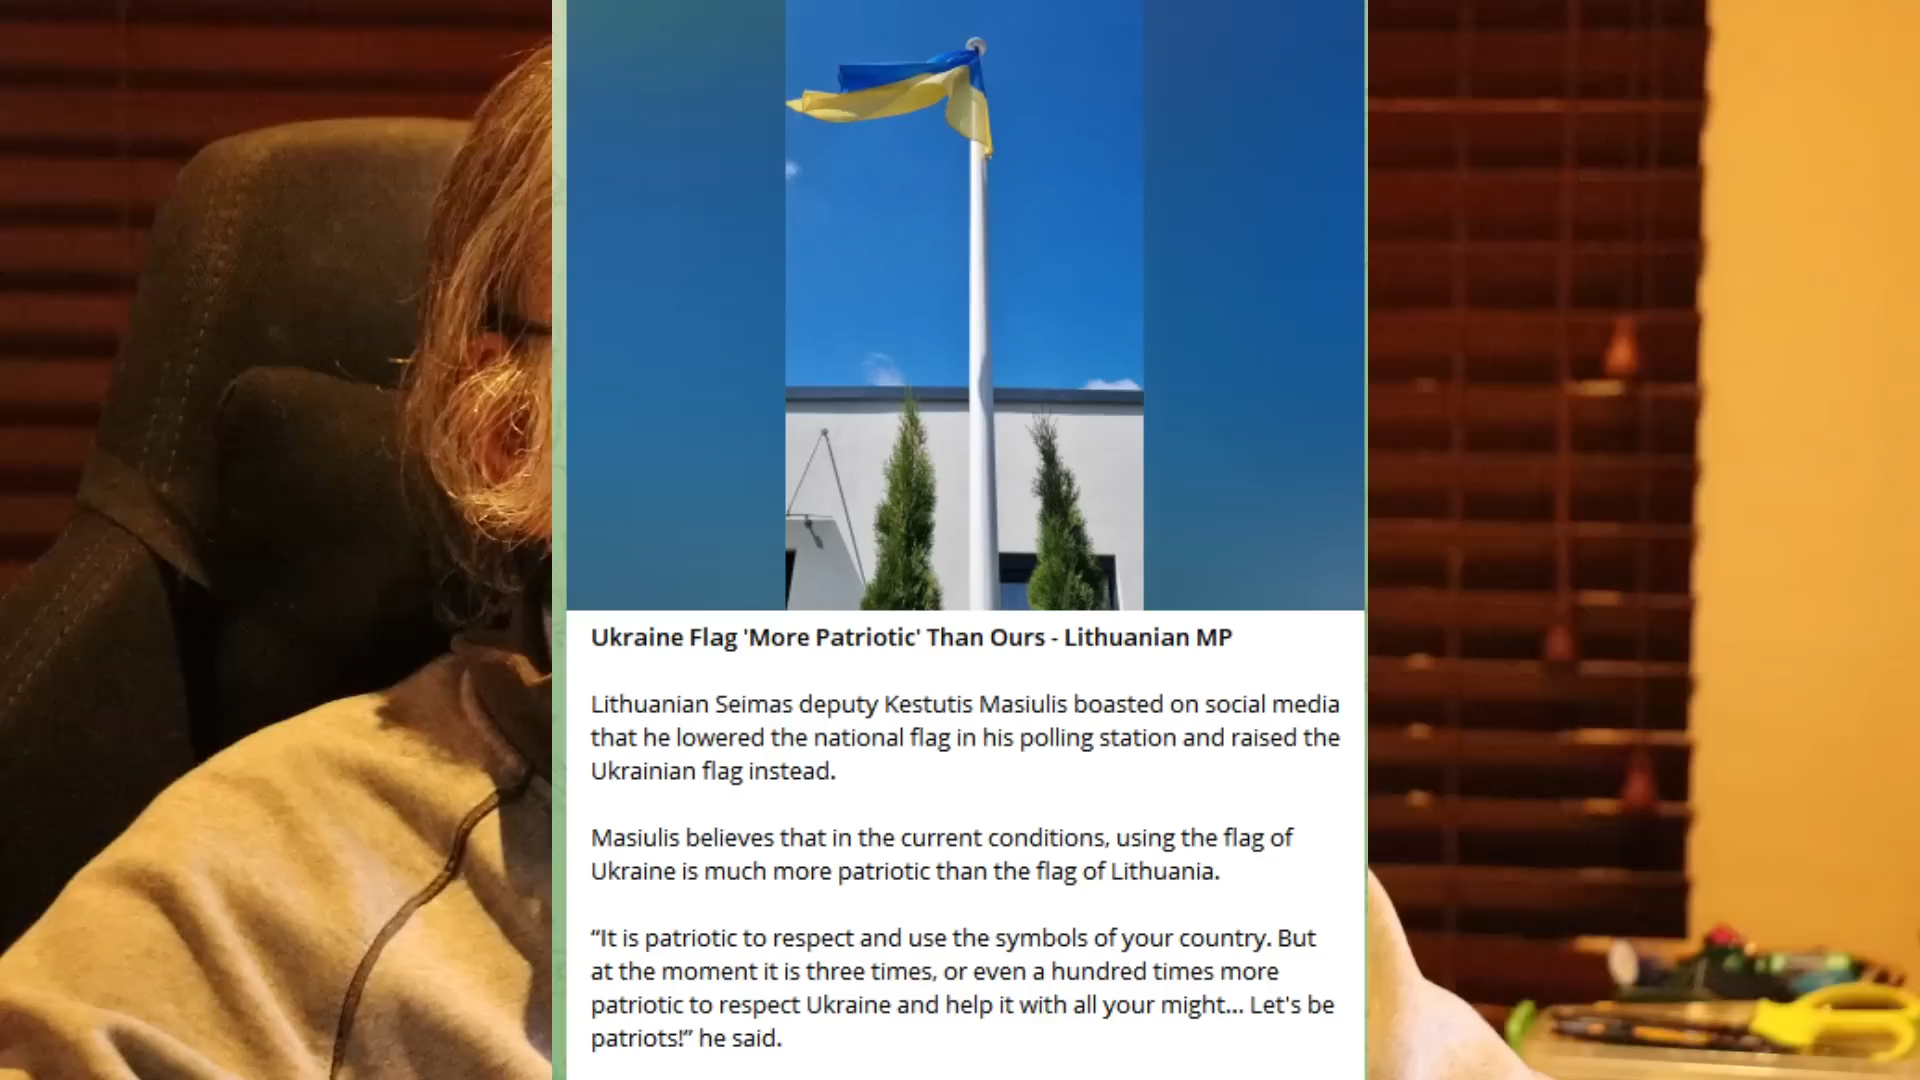 Ukraine Flag 'More Patriotic' Than Ours - Lithuanian MP
Lithuanian Seimas deputy Kestutis Masiulis boasted on social media
that he lowered the national flag in his polling station and raised the
Ukrainian flag instead.
Masiulis believes that in the current conditions, using the flag of
Ukraine is much more patriotic than the flag of Lithuania.
“It is patriotic to respect and use the symbols of your country. But
at the moment it is three times, or even a hundred times more
patriotic to respect Ukraine and help it with all your might... Let's be
patriots!” he said.